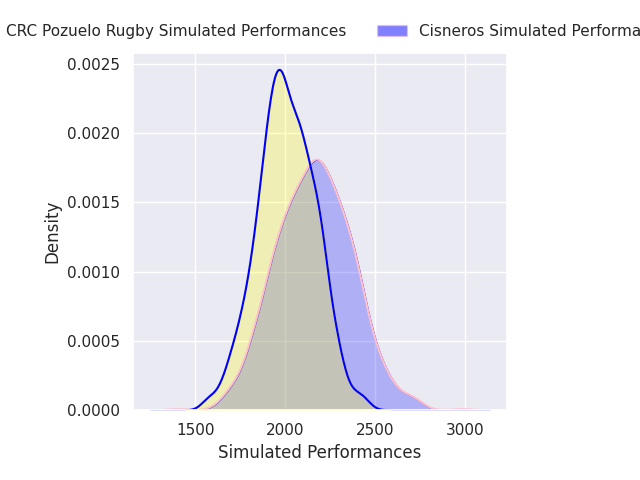 CRC Pozuelo Rugby Simulated Performances Cisneros Simulated Performa
0.0025
0.0020
0.0015
0.0010
0.0005
0.0000
Density
1500 2000 2500 3000
Simulated Performances